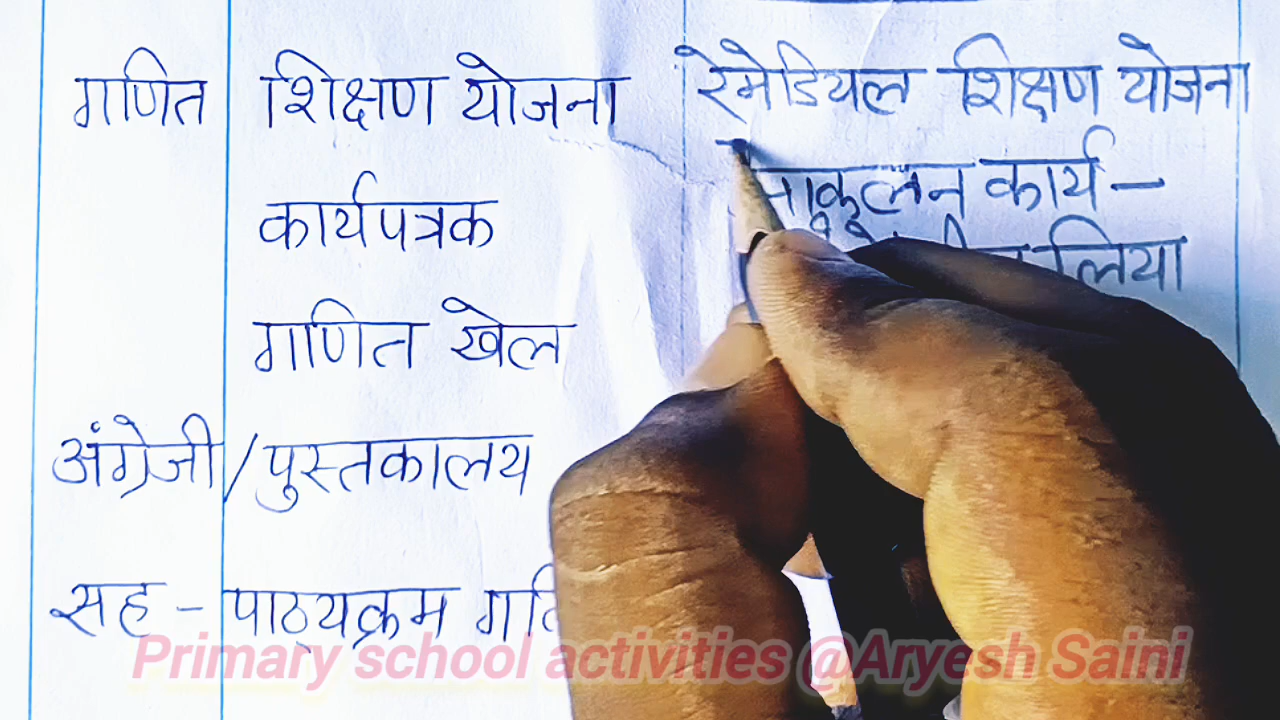 गणित शिक्षण योजना रेमेडियल शिक्षण योजना
कार्यपत्रक कार्य –
गणित खेल
अंग्रेजी / पुस्तकालय
सह - पाठ्यक्रम
Primary school activities @Aryesh Saini